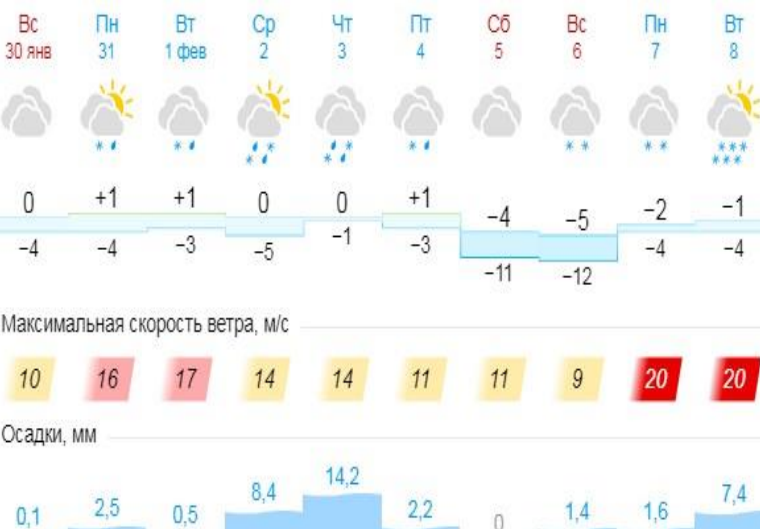 Вс Пн Вт Ср Чт Пт Сб Вс Пн Вт
30 янв 31 1 фев 2 3 4 5 6 7 8
0 +1 +1 0 0 +1 −4 −5 −2 −1
−4 −4 −3 −5 −1 −3 −11 −12 −4 −4
Максимальная скорость ветра, м/с
10 16 17 14 14 11 11 9 20 20
Осадки, мм
0,1 2,5 0,5 8,4 14,2 2,2 0 1,4 1,6 7,4